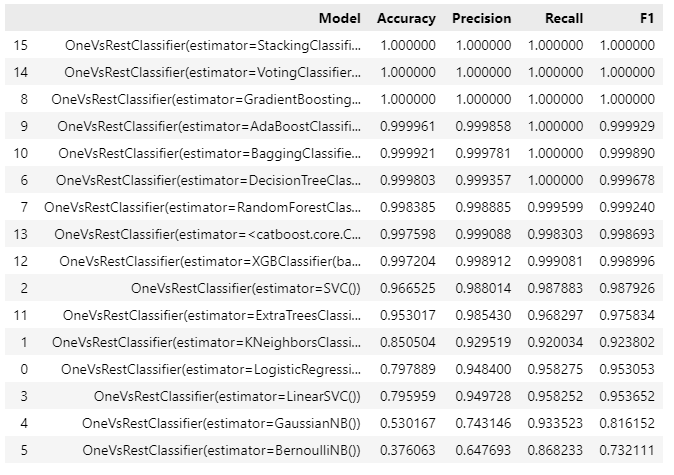 Model Accuracy Precision Recall F1
15 OneVsRestClassifier(estimator=StackingClassifi... 1.000000 1.000000 1.000000 1.000000
14 OneVsRestClassifier(estimator=VotingClassifier... 1.000000 1.000000 1.000000 1.000000
8 OneVsRestClassifier(estimator=GradientBoosting... 1.000000 1.000000 1.000000 1.000000
9 OneVsRestClassifier(estimator=AdaBoostClassifi... 0.999961 0.999858 1.000000 0.999929
10 OneVsRestClassifier(estimator=BaggingClassifie... 0.999921 0.999781 1.000000 0.999890
6 OneVsRestClassifier(estimator=DecisionTreeClas... 0.999803 0.999357 1.000000 0.999678
7 OneVsRestClassifier(estimator=RandomForestClas... 0.998385 0.998885 0.999599 0.999240
13 OneVsRestClassifier(estimator=<catboost.core.C... 0.997598 0.999088 0.998303 0.998693
12 OneVsRestClassifier(estimator=XGBClassifier(ba... 0.997204 0.998912 0.999081 0.998996
2 OneVsRestClassifier(estimator=SVC()) 0.966525 0.988014 0.987883 0.987926
11 OneVsRestClassifier(estimator=ExtraTreesClassi... 0.953017 0.985430 0.968297 0.975834
1 OneVsRestClassifier(estimator=KNeighborsClassi... 0.850504 0.929519 0.920034 0.923802
0 OneVsRestClassifier(estimator=LogisticRegressi... 0.797889 0.948400 0.958275 0.953053
3 OneVsRestClassifier(estimator=LinearSVC()) 0.795959 0.949728 0.958252 0.953652
4 OneVsRestClassifier(estimator=GaussianNB()) 0.530167 0.743146 0.933523 0.816152
5 OneVsRestClassifier(estimator=BernoulliNB()) 0.376063 0.647693 0.868233 0.732111